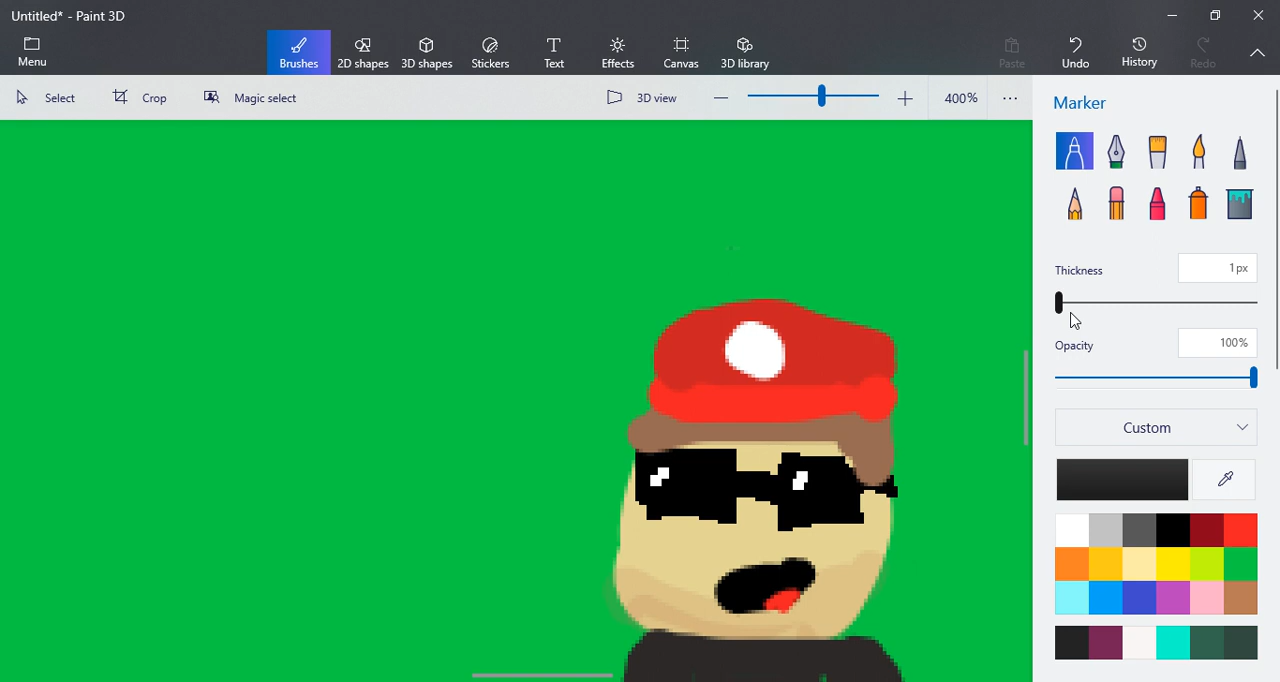 Untitled* - Paint 3D
Menu
Brushes
2D shapes
3D shapes
Stickers
Text
Effects
Canvas
3D library
Paste
Undo
History
Redo
Select
Crop
Magic select
3D view
400%
Marker
Thickness
1px
Opacity
100%
Custom